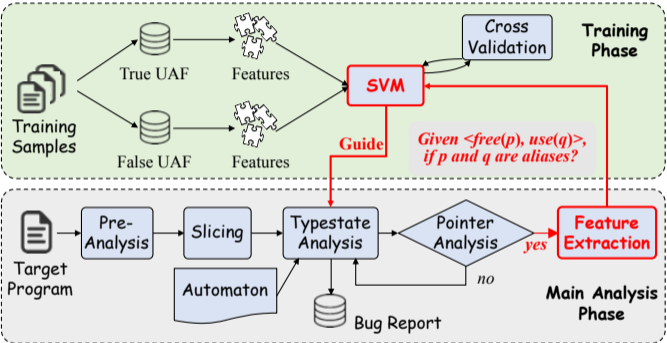 Training
Phase
Cross
Validation
True UAF
Features
SVM
Training
Samples
False UAF
Features
Guide
Given <free(p), use(q)>,
if p and q are aliases?
Target
Program
Pre-
Analysis
Slicing
Typestate
Analysis
Pointer
Analysis
yes
Feature
Extraction
no
Automaton
Bug Report
Main Analysis
Phase